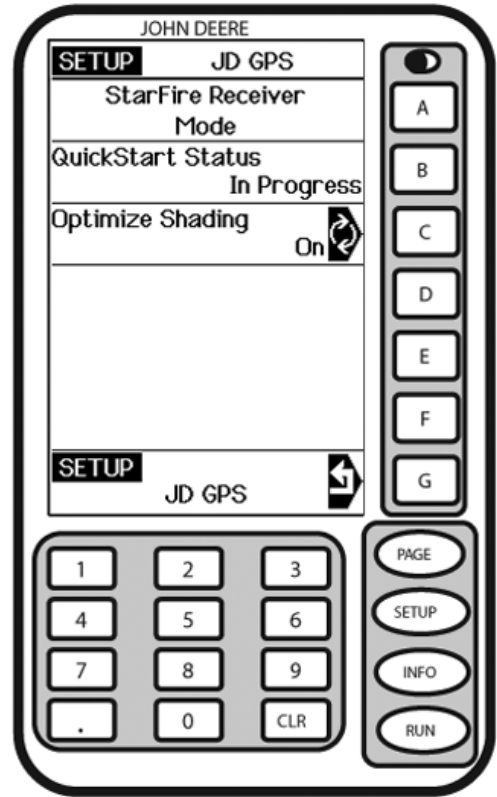 JOHN DEERE
SETUP JD GPS
StarFire Receiver
Mode
QuickStart Status
In Progress
Optimize Shading
On
SETUP
JD GPS
A
B
C
D
E
F
G
1 2 3
4 5 6
7 8 9
. 0 CLR
PAGE
SETUP
INFO
RUN